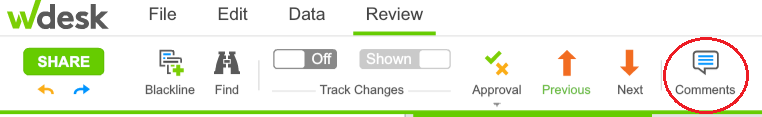 wdesk File Edit Data Review
SHARE Off Shown
Blackline Find Track Changes Approval Previous Next Comments